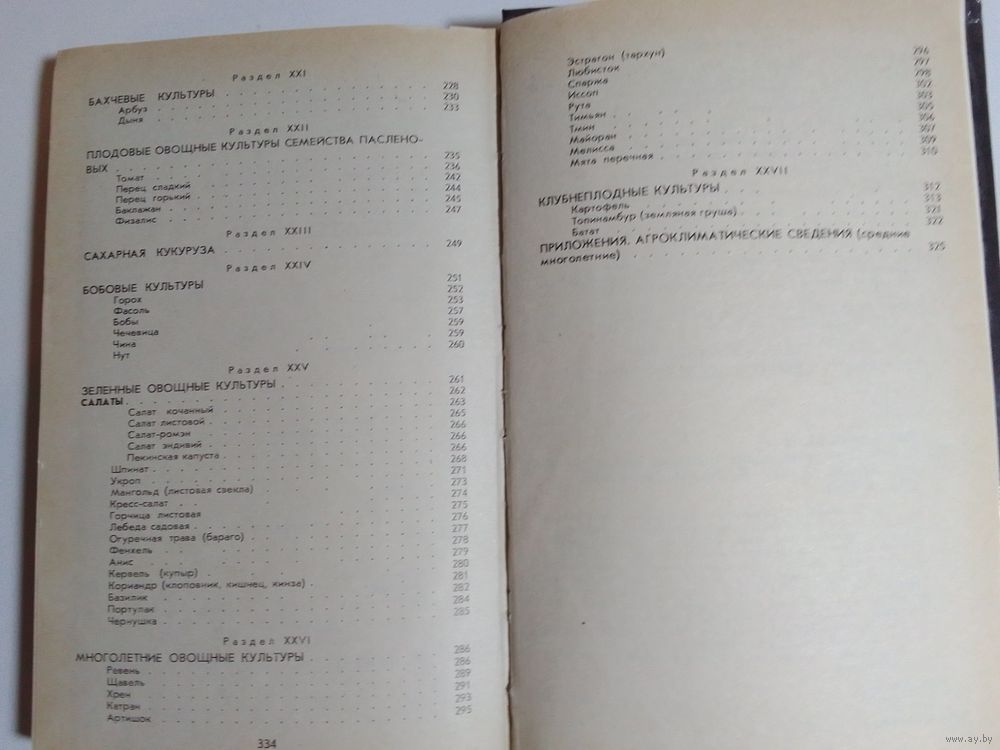 Раздел XXI
БАХЧЕВЫЕ КУЛЬТУРЫ 228
Арбуз 230
Дыня 233
Раздел XXII
ПЛОДОВЫЕ ОВОЩНЫЕ КУЛЬТУРЫ СЕМЕЙСТВА ПАСЛЕНО-
ВЫХ 235
Томат 236
Перец сладкий 242
Перец горький 244
Баклажан 245
Физалис 247
Раздел XXIII
САХАРНАЯ КУКУРУЗА 249
Раздел XXIV
БОБОВЫЕ КУЛЬТУРЫ 251
Горох 252
Фасоль 253
Бобы 257
Чечевица 259
Чина 259
Нут 260
Раздел XXV
ЗЕЛЕННЫЕ ОВОЩНЫЕ КУЛЬТУРЫ 261
САЛАТЫ 262
Салат кочанный 263
Салат листовой 265
Салат-ромэн 266
Салат эндивий 266
Пекинская капуста 266
Шпинат 268
Укроп 271
Мангольд (листовая свекла) 273
Кресс-салат 274
Горчица листовая 275
Лебеда садовая 276
Огуречная трава (бараго) 277
Фенхель 278
Анис 279
Кервель (купыр) 280
Кориандр (клоповник, кишнец, кинза) 281
Базилик 282
Портулак 284
Чернушка 285
Раздел XXVI
МНОГОЛЕТНИЕ ОВОЩНЫЕ КУЛЬТУРЫ 286
Ревень 286
Щавель 289
Хрен 291
Катран 293
Артишок 295
334
Эстрагон (тархун) 296
Любисток 297
Спаржа 298
Иссоп 302
Рута 303
Тимьян 305
Тмин 306
Майоран 307
Мелисса 309
Мята перечная 310
Раздел XXVII
КЛУБНЕПЛОДНЫЕ КУЛЬТУРЫ 312
Картофель 313
Топинамбур (земляная груша) 321
Батат 322
ПРИЛОЖЕНИЯ. АГРОКЛИМАТИЧЕСКИЕ СВЕДЕНИЯ (средние
многолетние) 325
www.ay.by